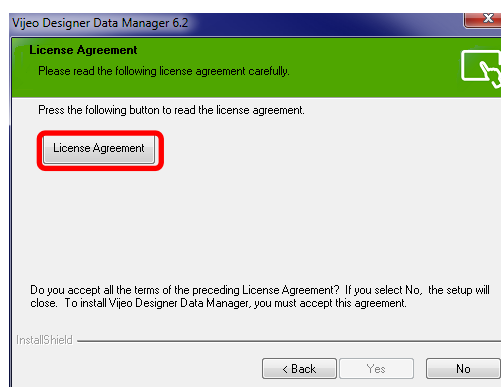 Vijeo Designer Data Manager 6.2
License Agreement
Please read the following license agreement carefully.
Press the following button to read the license agreement.
License Agreement
Do you accept all the terms of the preceding License Agreement? If you select No, the setup will
close. To install Vijeo Designer Data Manager, you must accept this agreement.
InstallShield
< Back Yes No